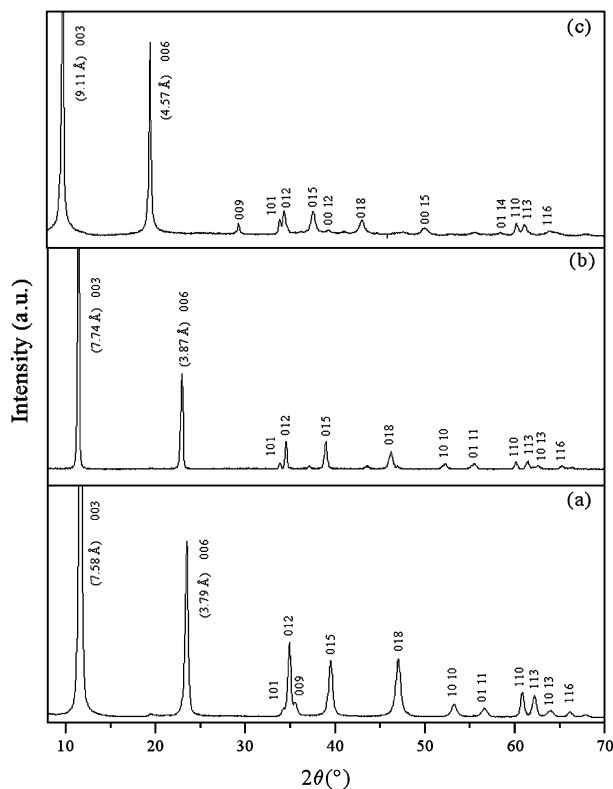 (c)
(9.11 Å) 003
(4.57 Å) 006
009
101
012
015
00 12
018
00 15
01 14
110
113
116
(b)
(7.74 Å) 003
(3.87 Å) 006
101
012
015
018
10 10
01 11
110
113
10 13
116
(a)
(7.58 Å) 003
(3.79 Å) 006
101
012
009
015
018
10 10
01 11
110
113
10 13
116
Intensity (a.u.)
10 20 30 40 50 60 70
2θ(°)